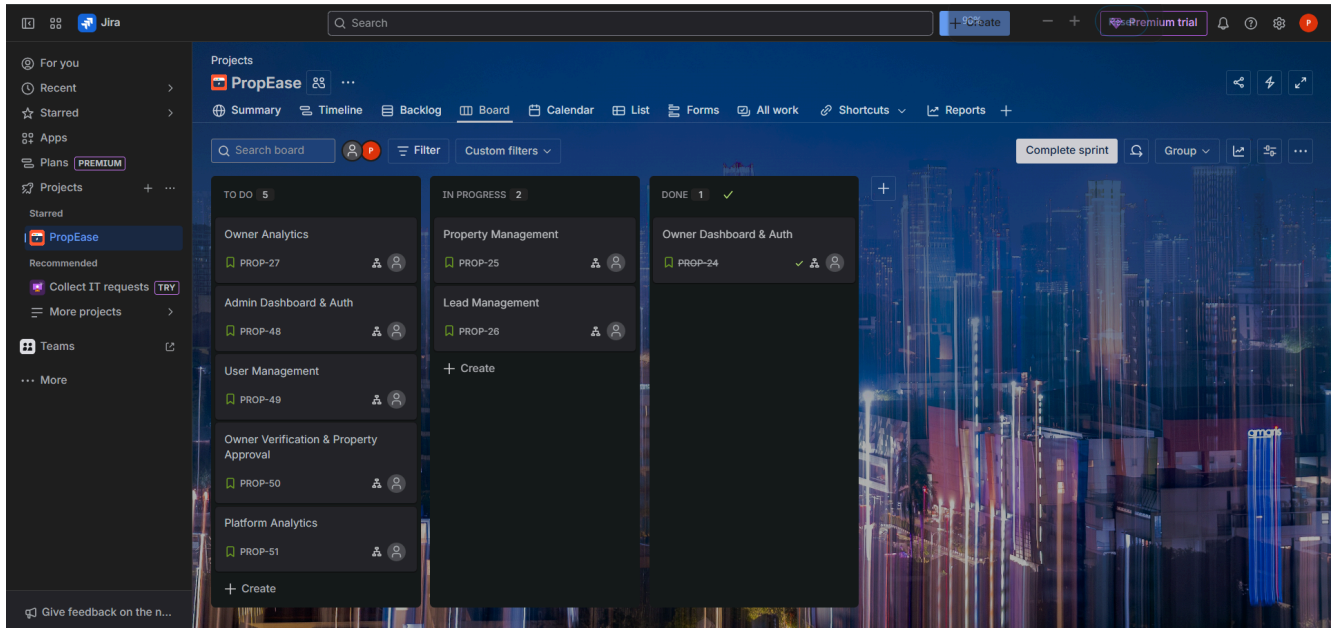 Jira
Search
90%
Create
Premium trial
P
For you
Recent
Starred
Apps
Plans PREMIUM
Projects
Starred
PropEase
Recommended
Collect IT requests TRY
More projects
Teams
More
Give feedback on the n...
Projects
PropEase
Summary Timeline Backlog Board Calendar List Forms All work Shortcuts Reports
Search board P Filter Custom filters
Complete sprint Group
TO DO 5
Owner Analytics
PROP-27
Admin Dashboard & Auth
PROP-48
User Management
PROP-49
Owner Verification & Property
Approval
PROP-50
Platform Analytics
PROP-51
Create
IN PROGRESS 2
Property Management
PROP-25
Lead Management
PROP-26
Create
DONE 1
Owner Dashboard & Auth
PROP-24
amaris